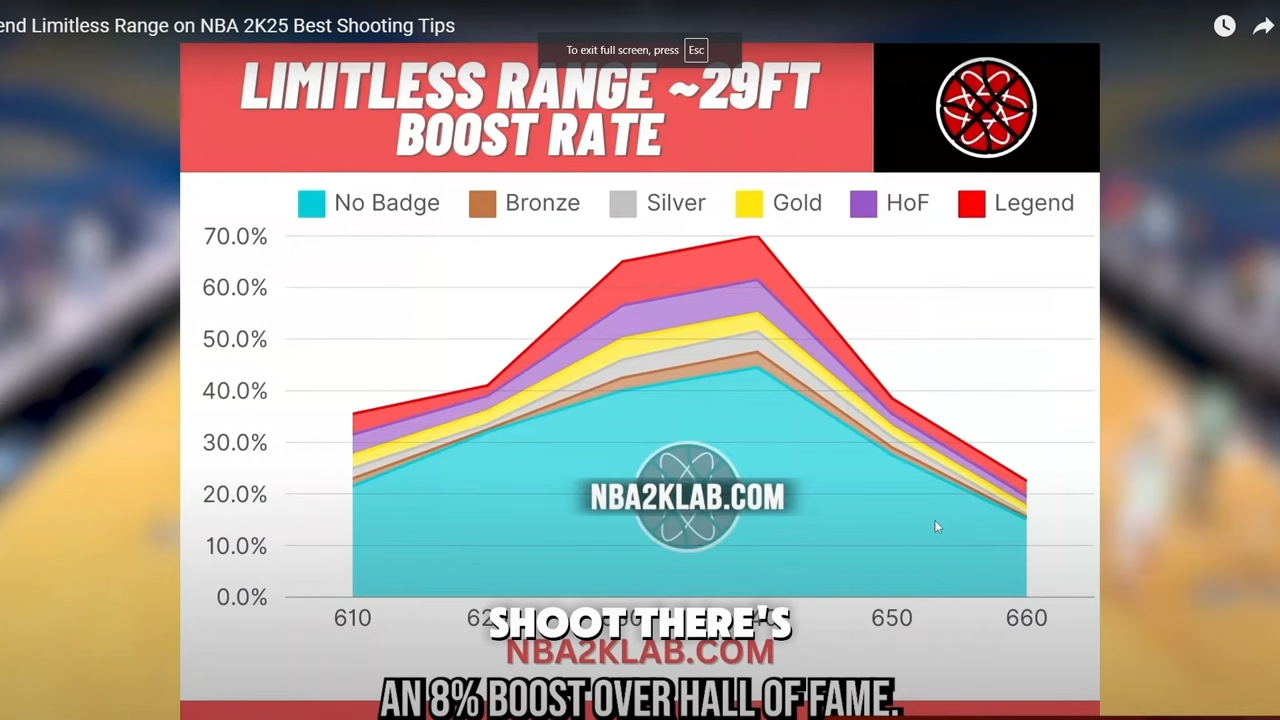 end Limitless Range on NBA 2K25 Best Shooting Tips
To exit full screen, press Esc
LIMITLESS RANGE ~29FT
BOOST RATE
No Badge Bronze Silver Gold HoF Legend
70.0%
60.0%
50.0%
40.0%
30.0%
20.0%
10.0%
0.0%
NBA2KLAB.COM
610 650 660
SHOOT THERE'S
NBA2KLAB.COM
AN 8% BOOST OVER HALL OF FAME.